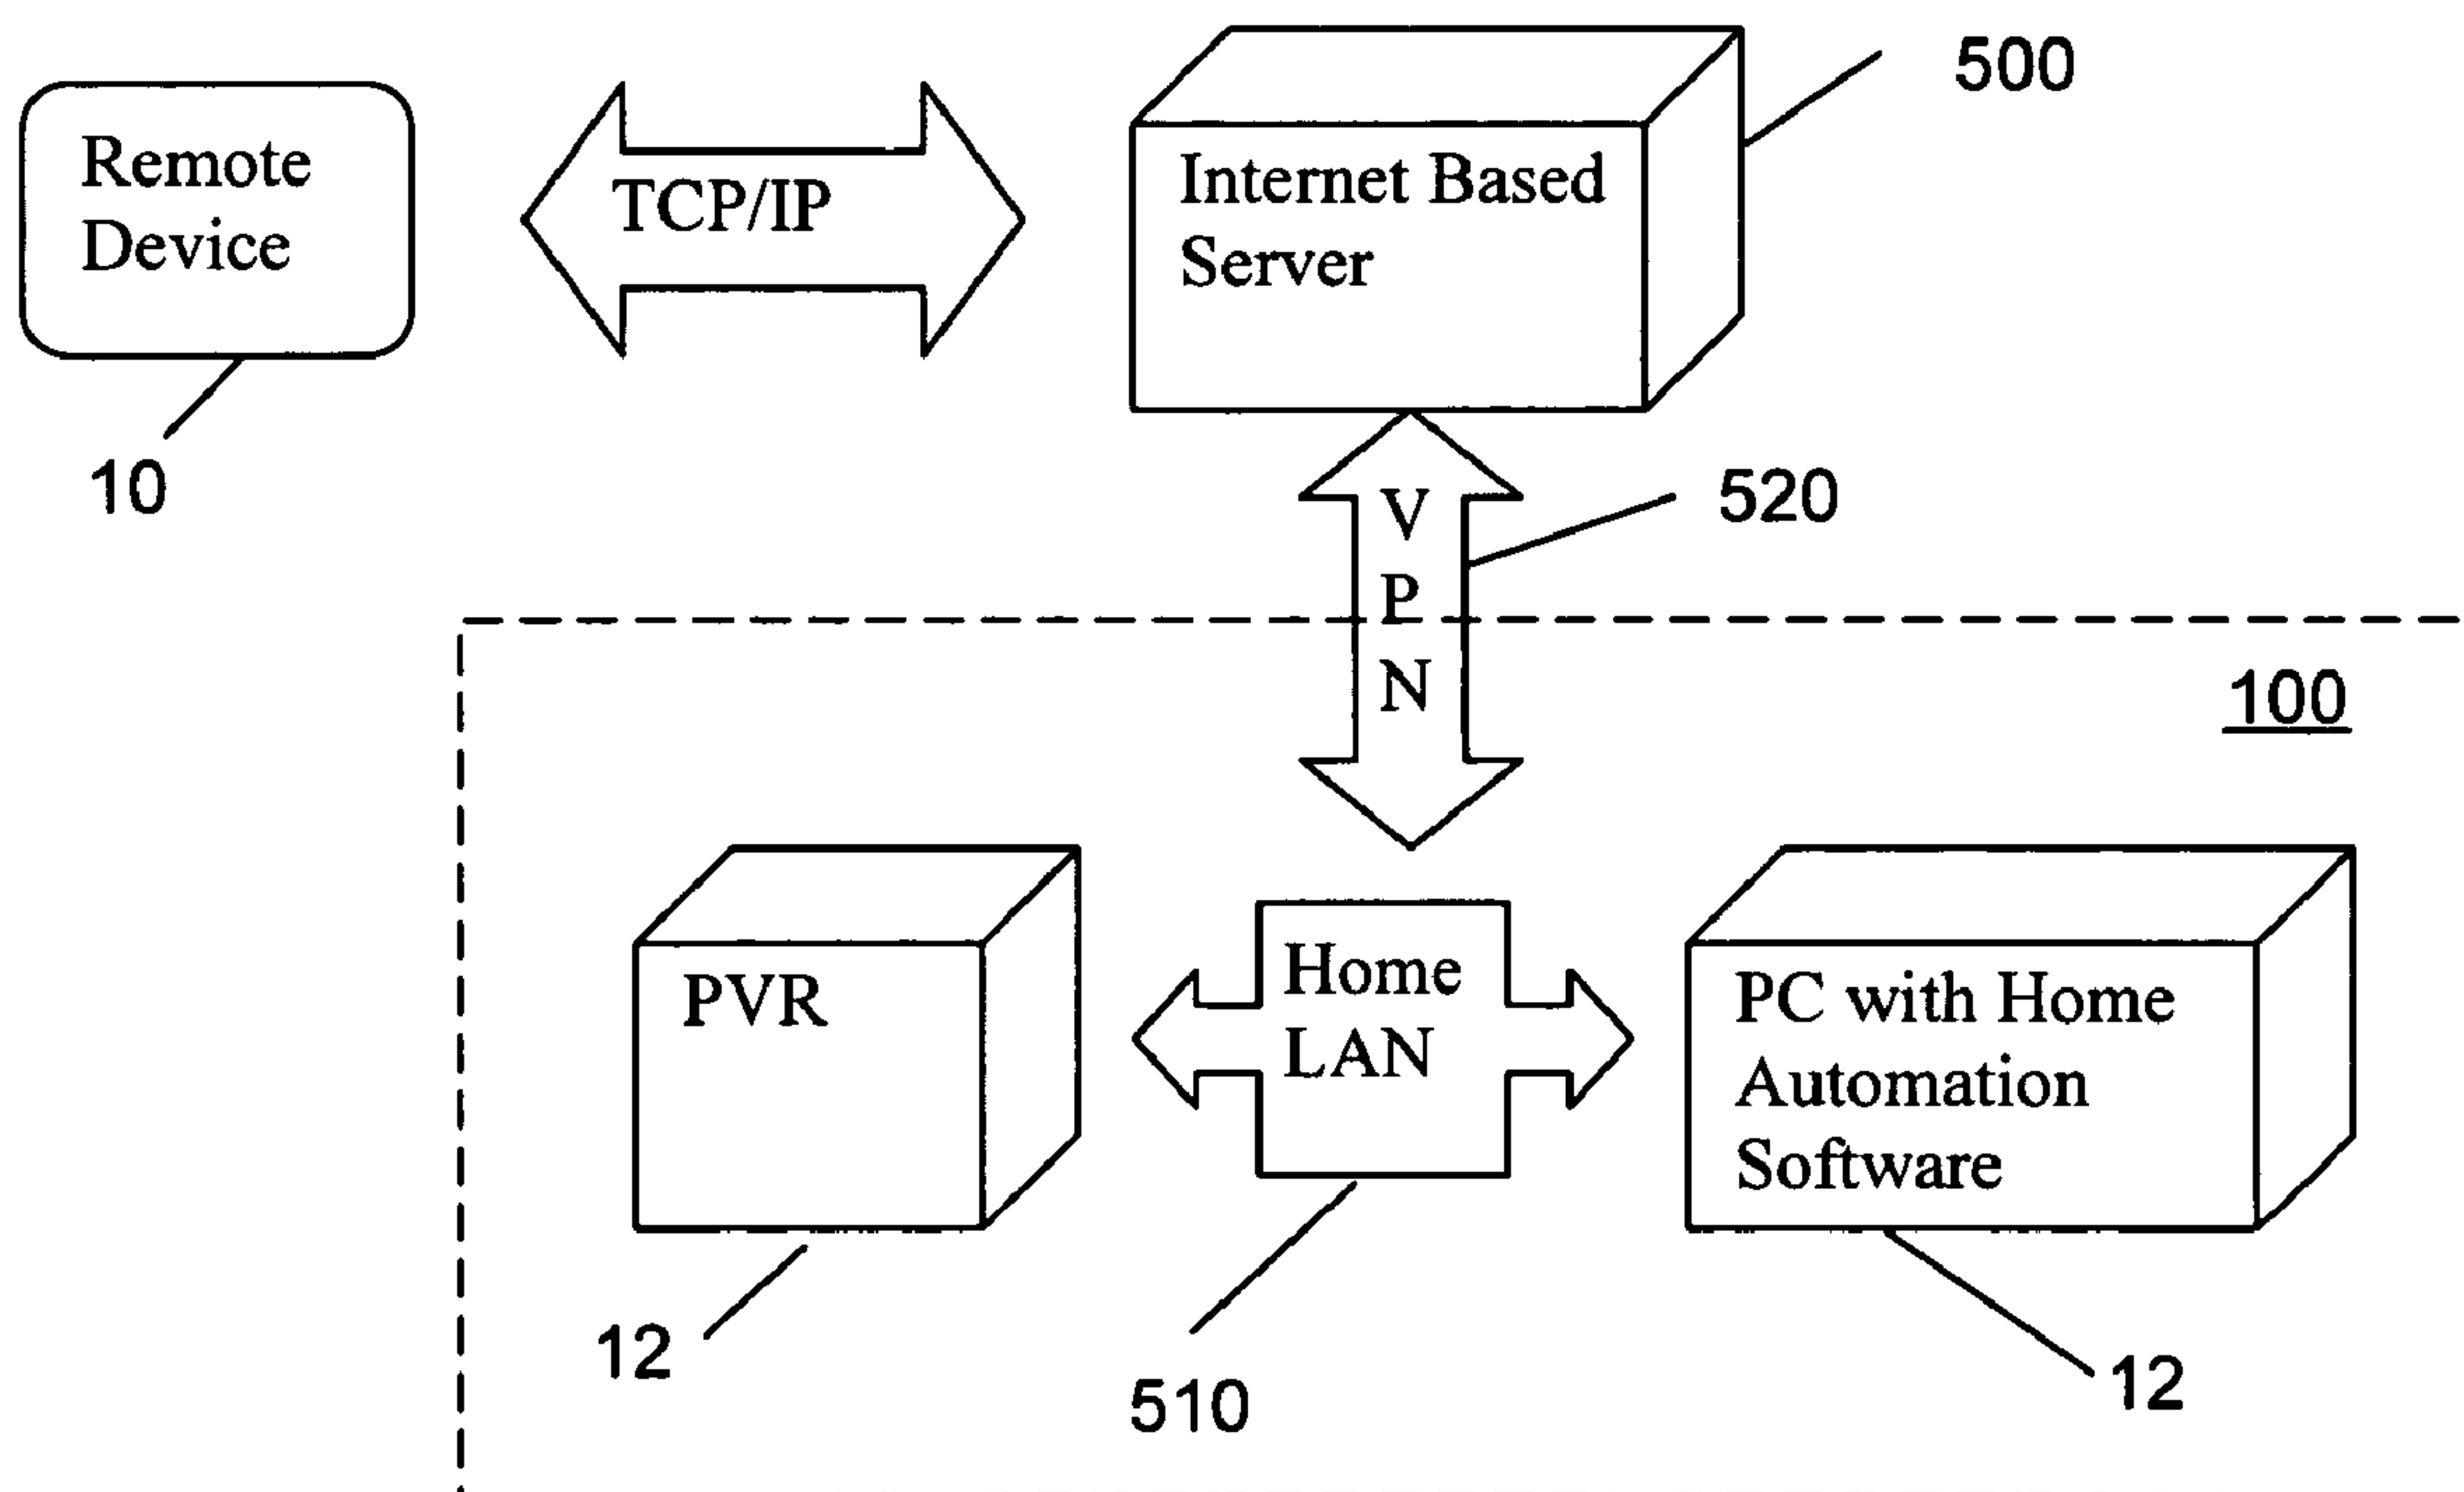 500
Remote
Device
TCP/IP
Internet Based
Server
10
V
P
N
520
100
PVR
Home
LAN
PC with Home
Automation
Software
12
510
12